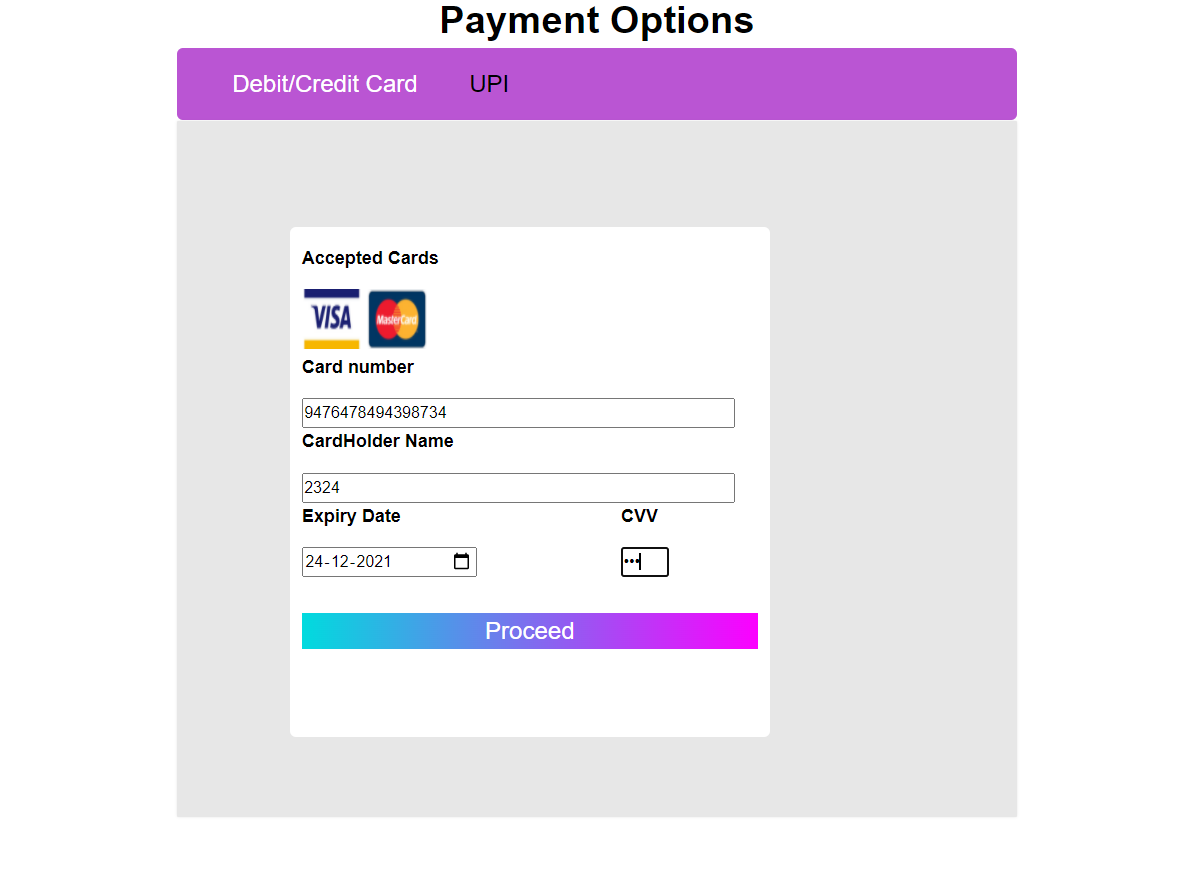 Payment Options
Debit/Credit Card UPI
Accepted Cards
VISA MasterCard
Card number
9476478494398734
CardHolder Name
2324
Expiry Date CVV
24-12-2021 •••
Proceed